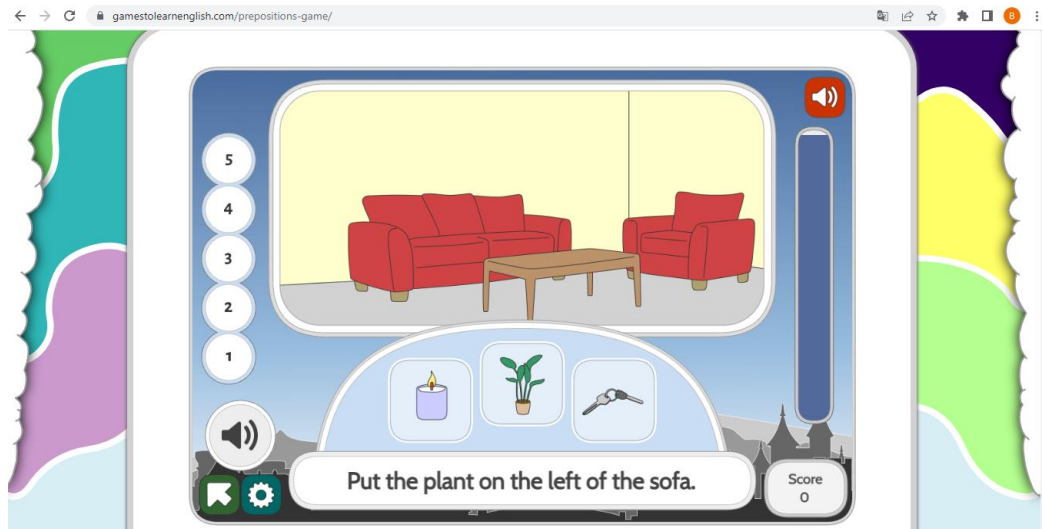 gamestolearnenglish.com/prepositions-game/
B
5
4
3
2
1
Put the plant on the left of the sofa.
Score
0